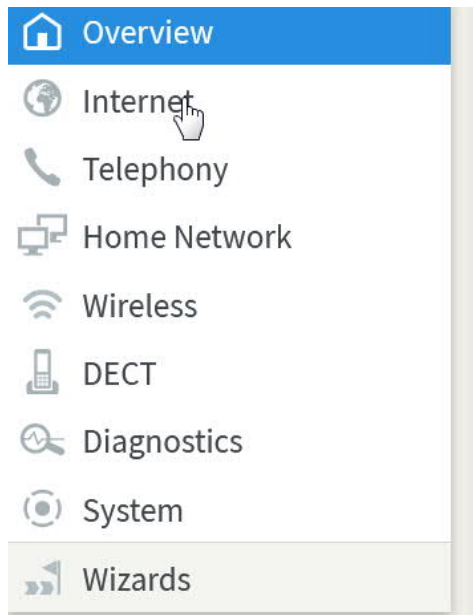 Overview
Internet
Telephony
Home Network
Wireless
DECT
Diagnostics
System
Wizards